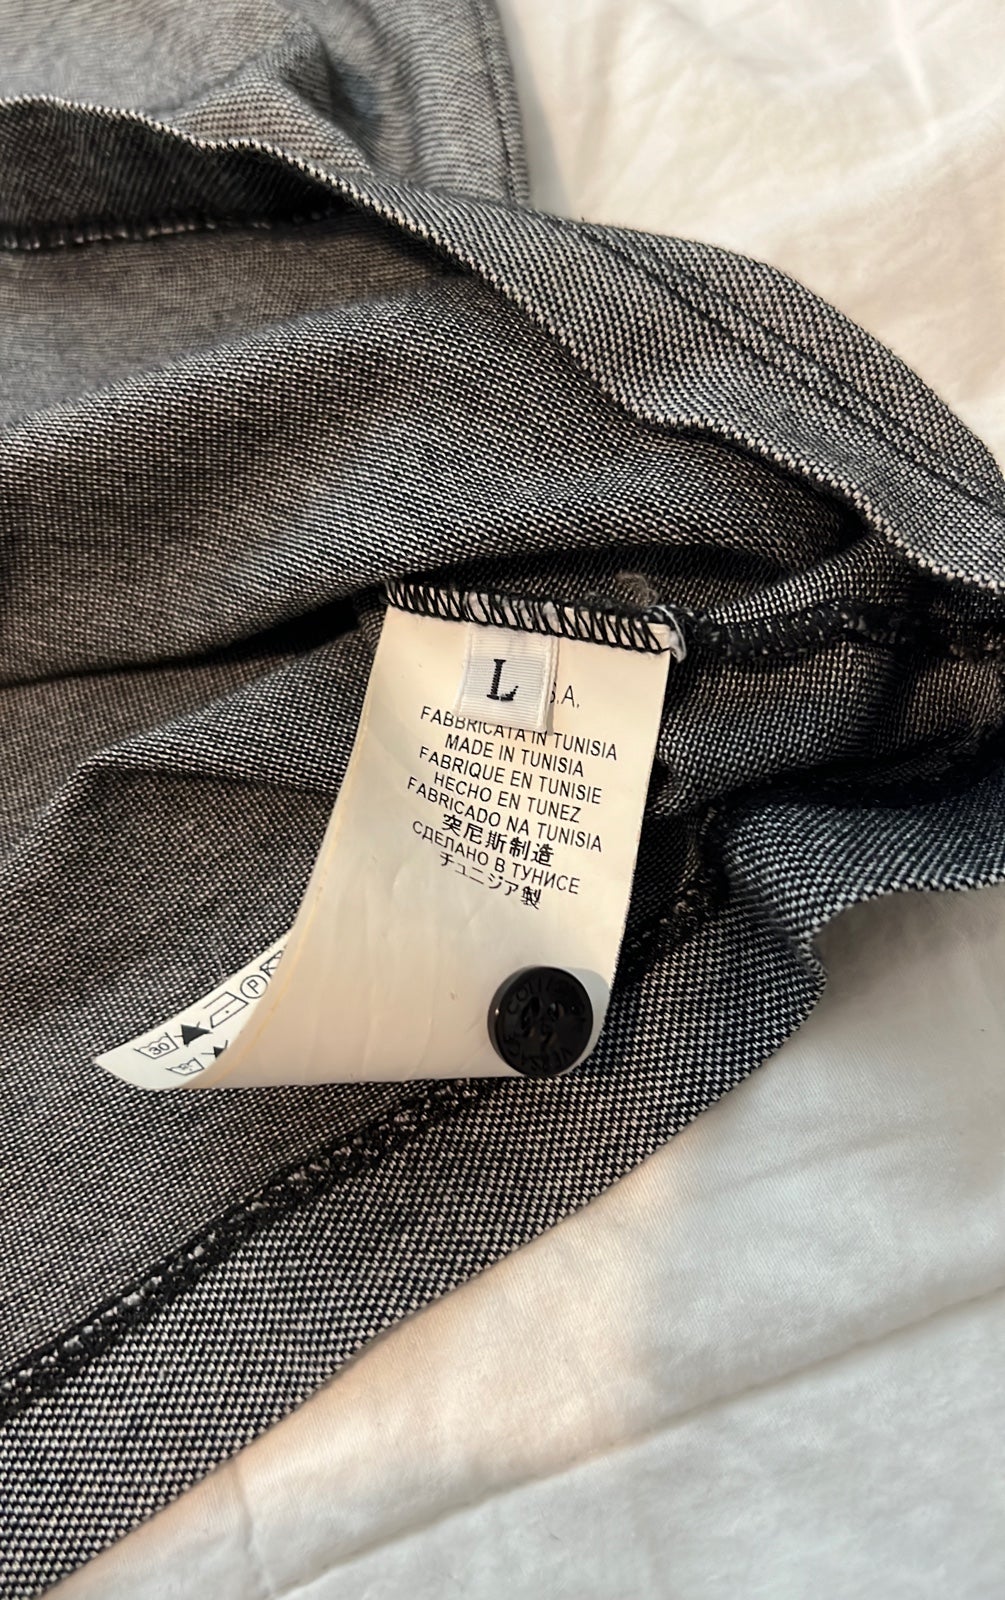 L
S.A.
FABBRICATA IN TUNISIA
MADE IN TUNISIA
FABRIQUE EN TUNISIE
HECHO EN TUNEZ
FABRICADO NA TUNISIA
突尼斯制造
СДЕЛАНО В ТУНИСЕ
チュニジア製
30
P